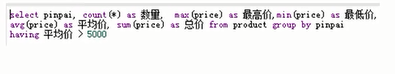 select pinpai, count(*) as 数量, max(price) as 最高价,min(price) as 最低价,
avg(price) as 平均价, sum(price) as 总价 from product group by pinpai
having 平均价 > 5000